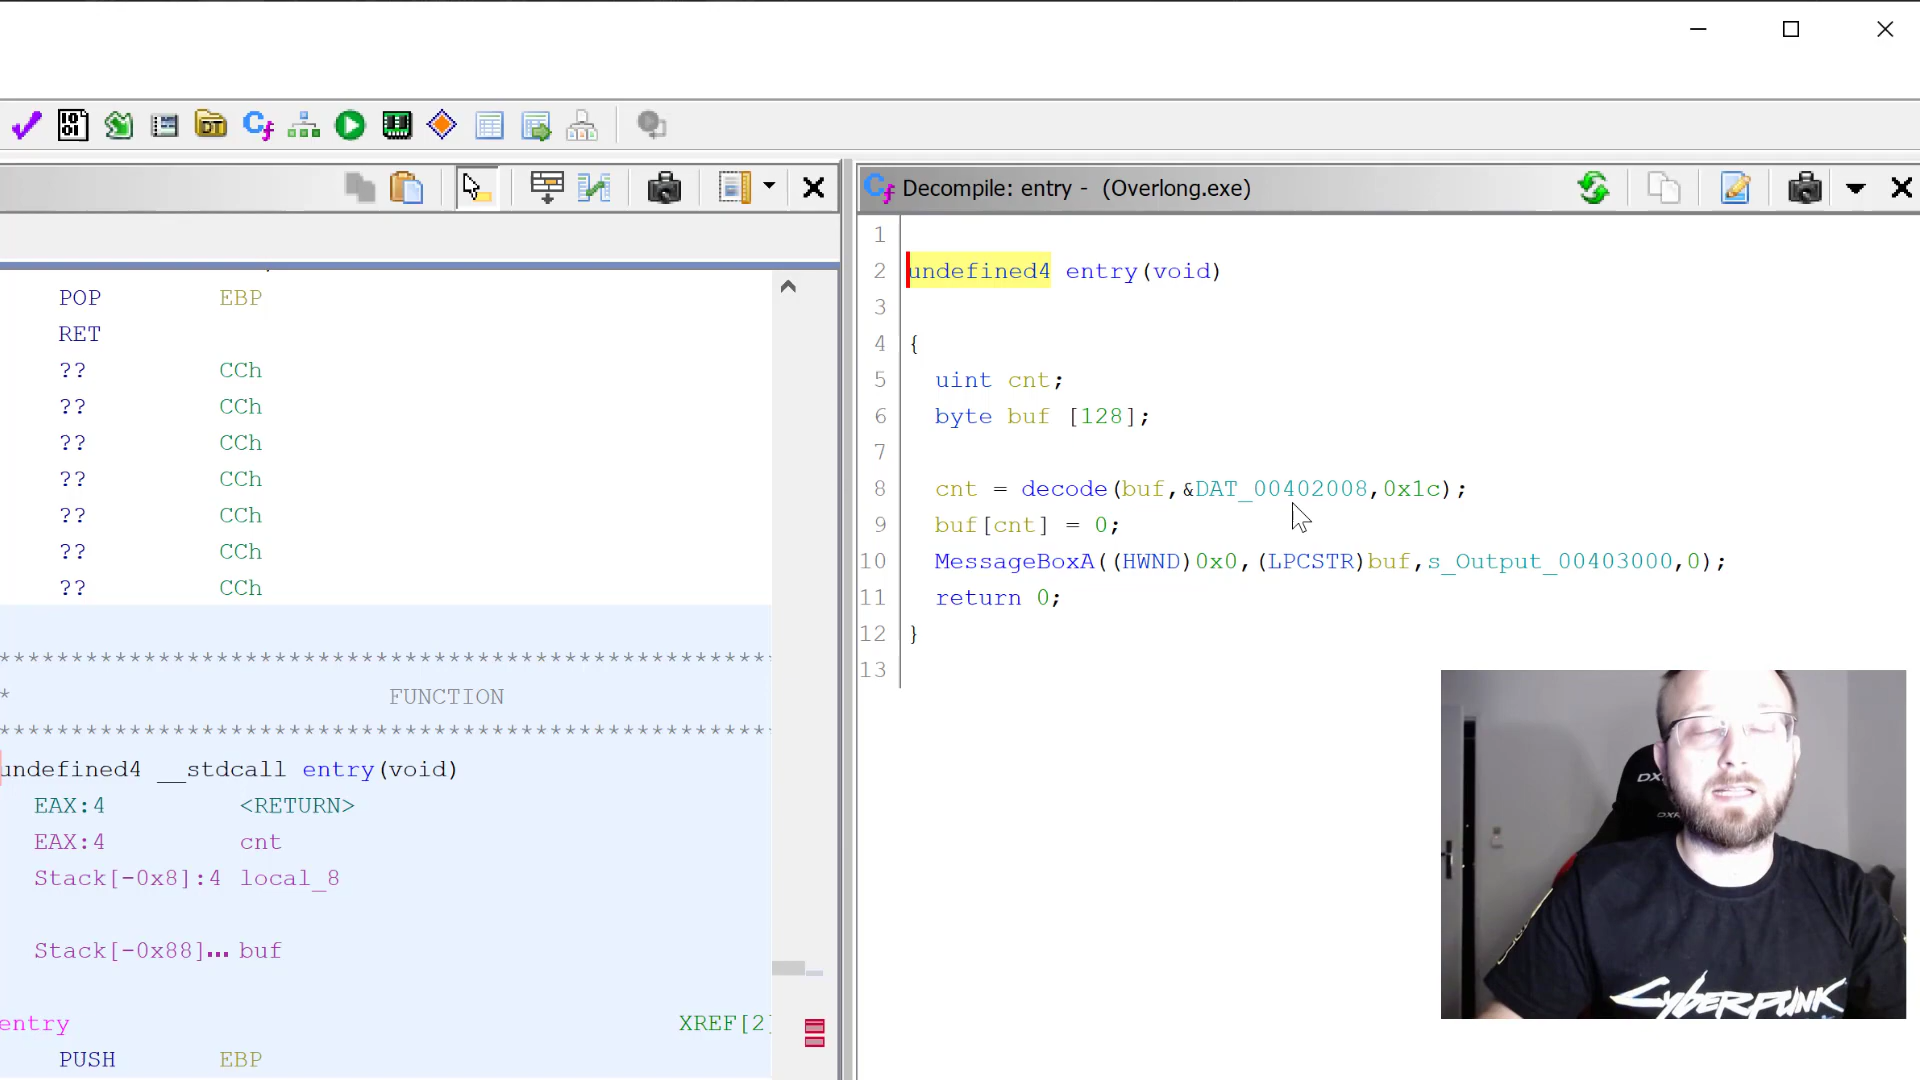 Decompile: entry - (Overlong.exe)
POP EBP
RET
?? CCh
?? CCh
?? CCh
?? CCh
?? CCh
?? CCh
?? CCh
*******************************************************
* FUNCTION
*******************************************************
undefined4 __stdcall entry(void)
EAX:4 <RETURN>
EAX:4 cnt
Stack[-0x8]:4 local_8
Stack[-0x88]... buf
entry XREF[2]
PUSH EBP
1
2 undefined4 entry(void)
3
4 {
5 uint cnt;
6 byte buf [128];
7
8 cnt = decode(buf,&DAT_00402008,0x1c);
9 buf[cnt] = 0;
10 MessageBoxA((HWND)0x0,(LPCSTR)buf,s_Output_00403000,0);
11 return 0;
12 }
13
CYBERPUNK